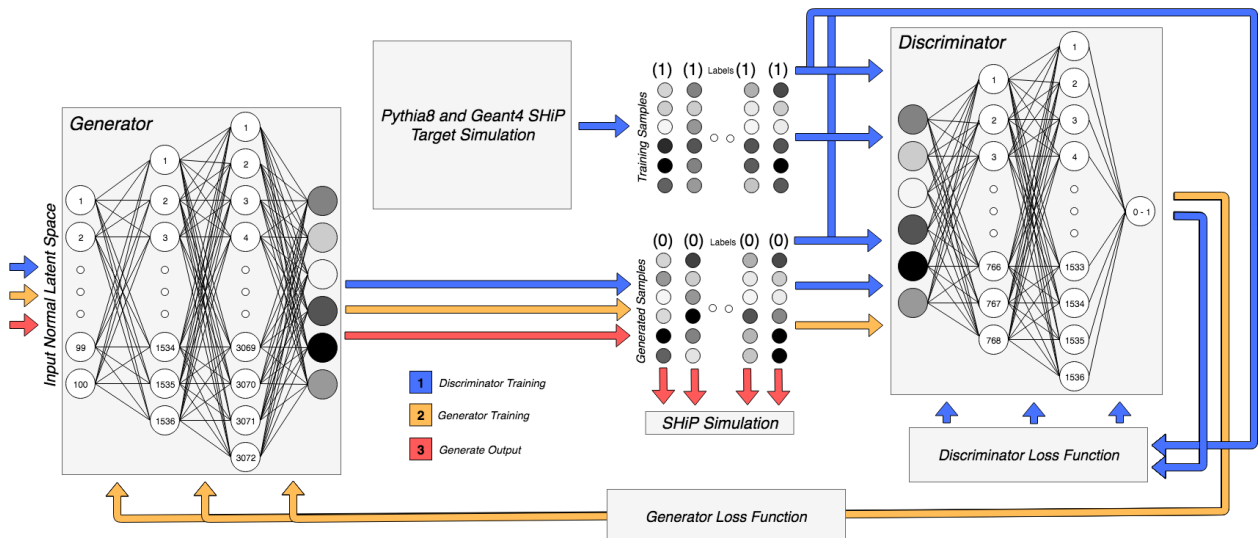 Generator
Input Normal Latent Space
1
2
99
100
1
2
3
1534
1535
1536
1
2
3
4
3069
3070
3071
3072
Pythia8 and Geant4 SHiP
Target Simulation
(1) (1) Labels (1) (1)
Training Samples
(0) (0) Labels (0) (0)
Generated Samples
SHiP Simulation
1 Discriminator Training
2 Generator Training
3 Generate Output
Discriminator
1
2
3
766
767
768
1
2
3
4
1533
1534
1535
1536
0 - 1
Discriminator Loss Function
Generator Loss Function